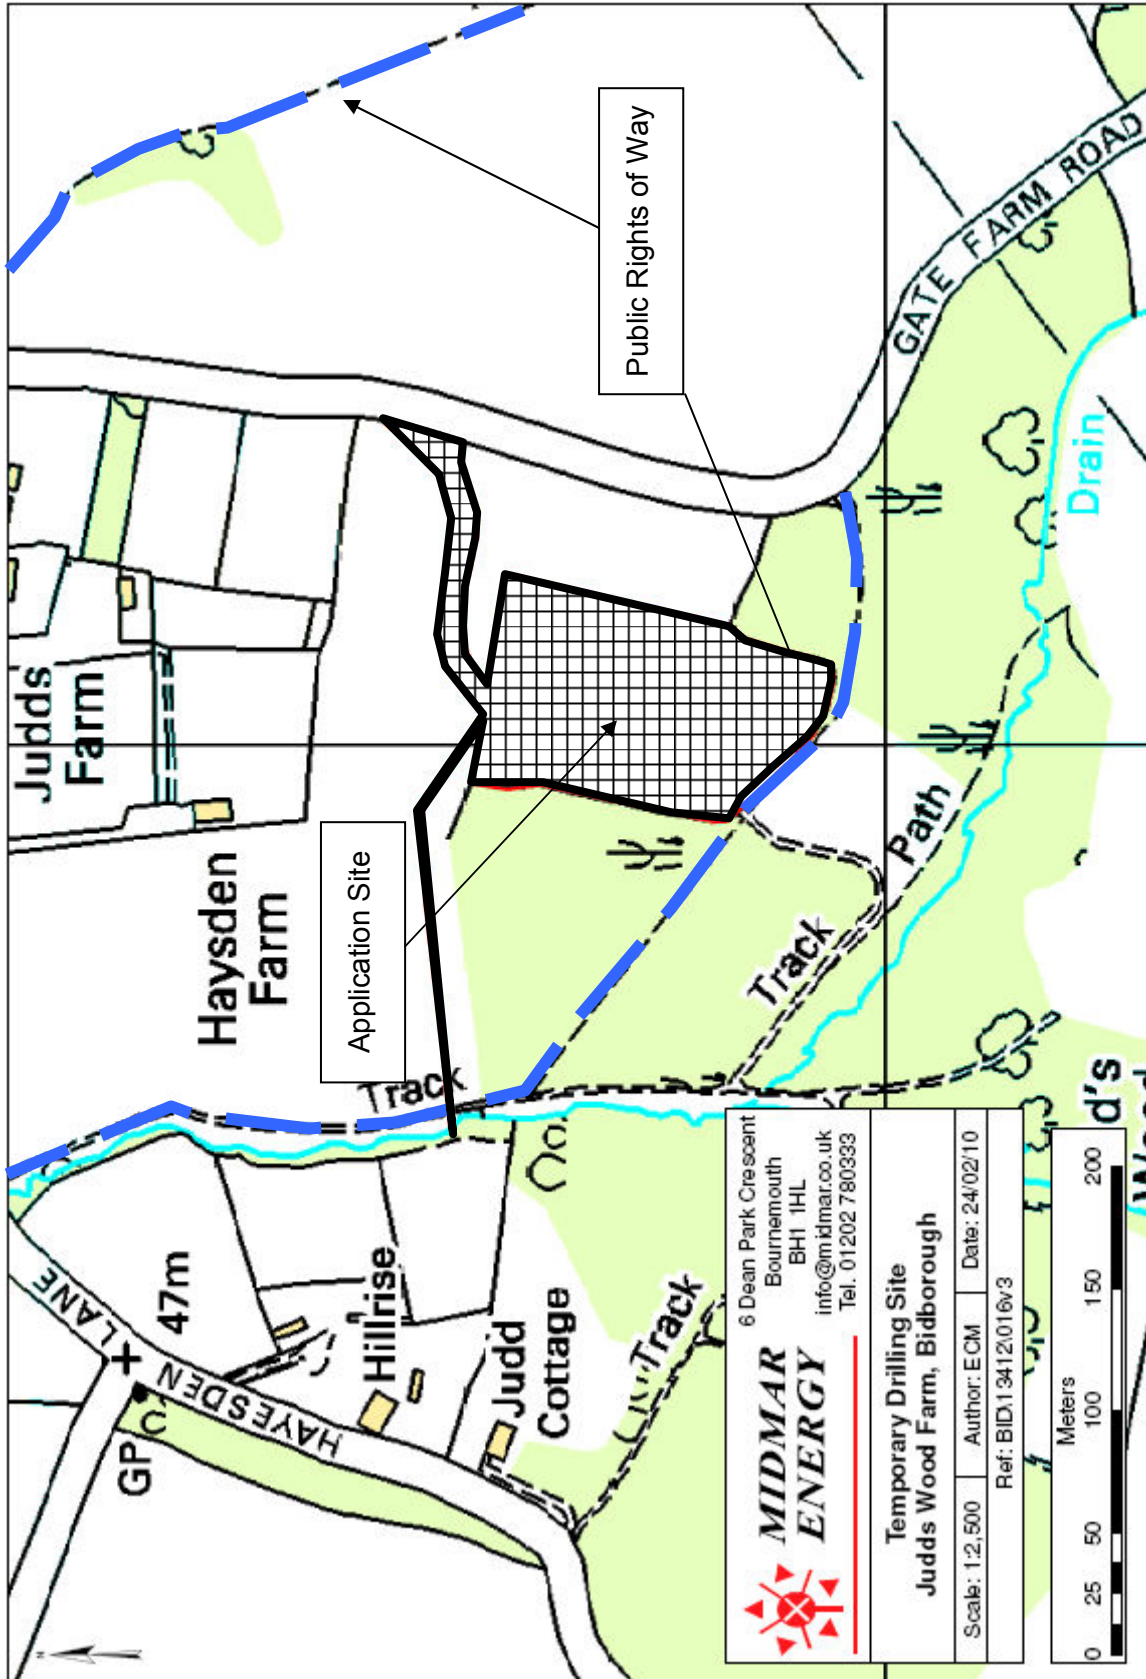 N
HAYESDEN LANE
47m
GP
Hillrise
Judd
Cottage
Track
Track
Haysden
Farm
Judds
Farm
Application Site
Public Rights of Way
Track
Path
GATE FARM ROAD
Drain
d's
MIDMAR
ENERGY
6 Dean Park Crescent
Bournemouth
BH1 1HL
info@midmar.co.uk
Tel. 01202 780333
Temporary Drilling Site
Judds Wood Farm, Bidborough
Scale: 1:2,500
Author: ECM
Date: 24/02/10
Ref: BID\13412\016v3
Meters
0 25 50 100 150 200